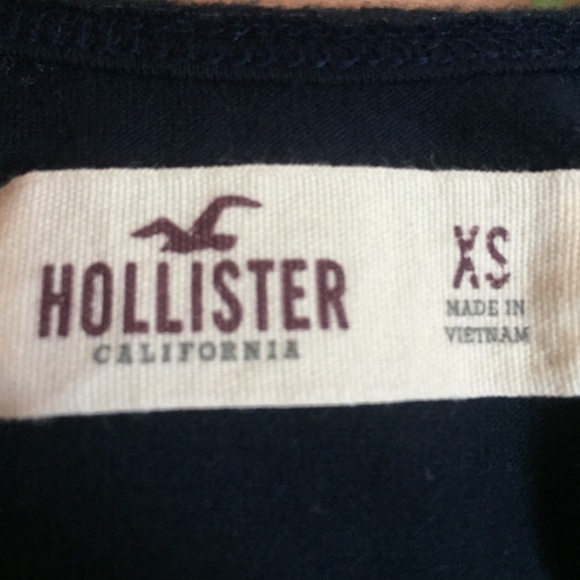 HOLLISTER
CALIFORNIA
XS
MADE IN
VIETNAM